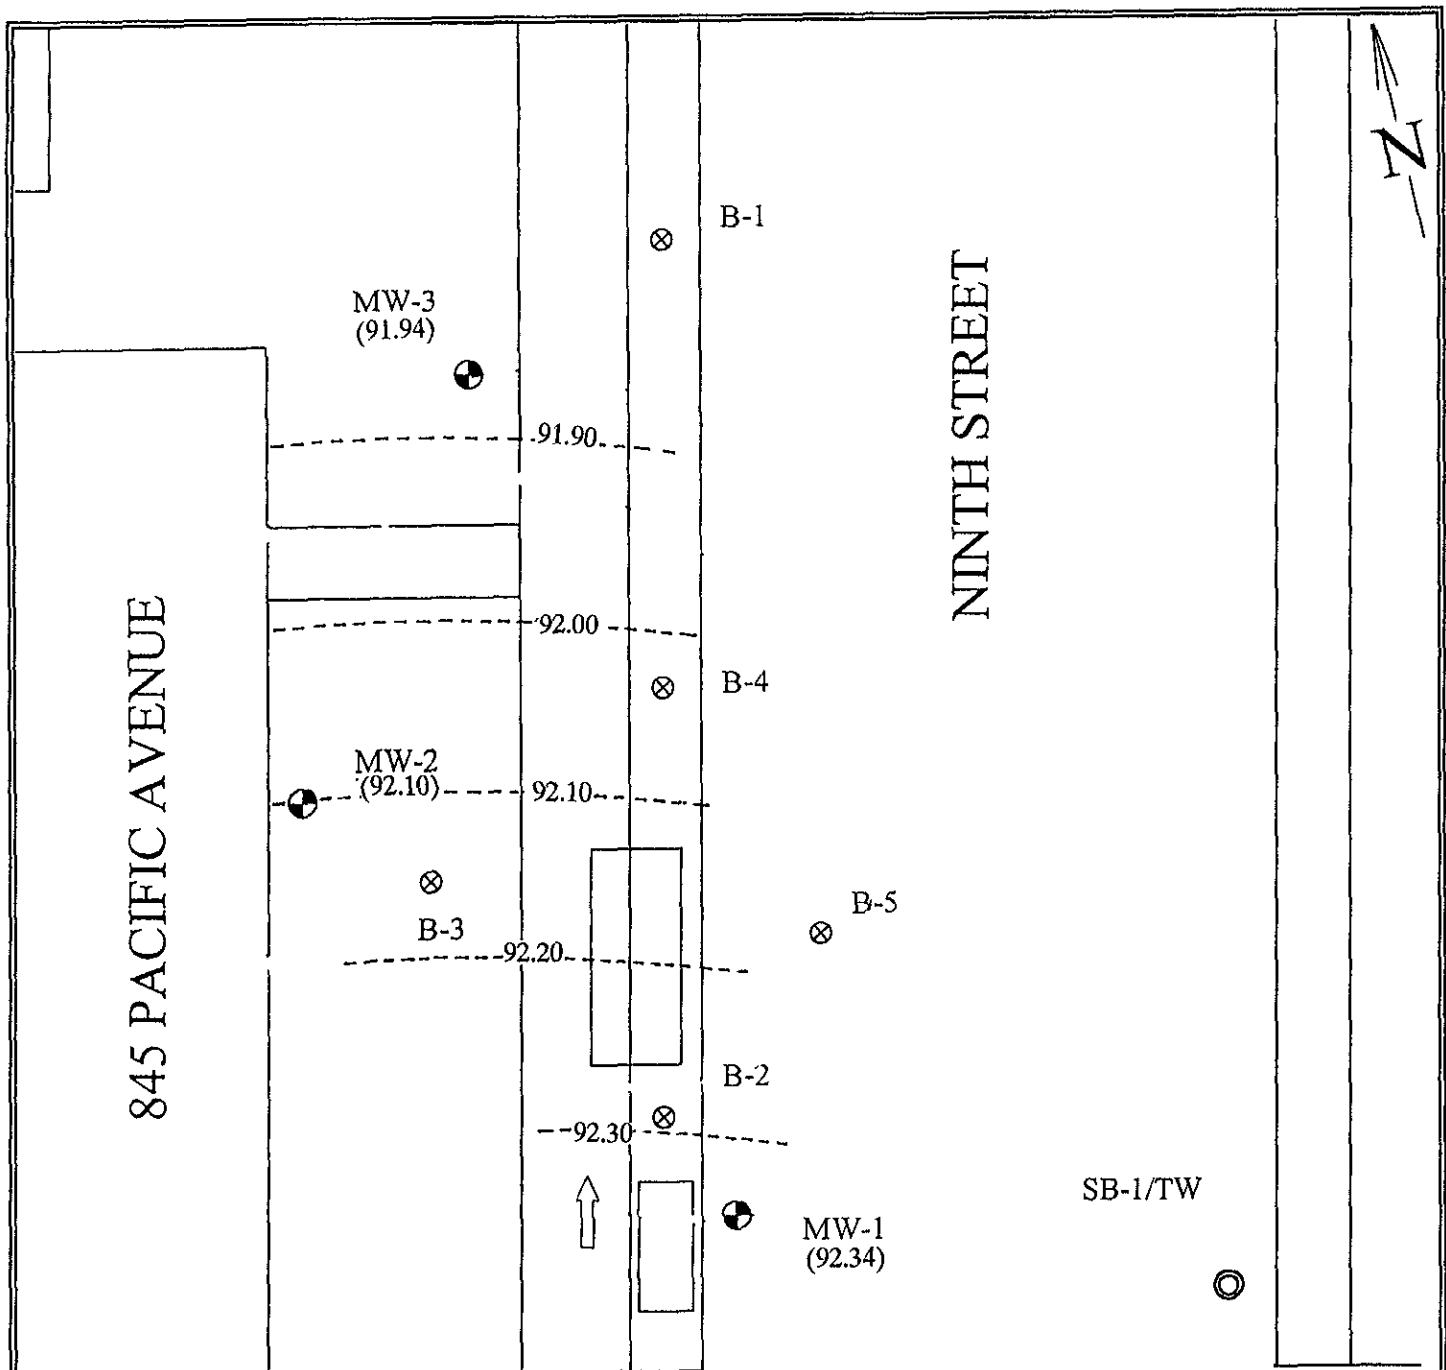 N
B-1
MW-3
(91.94)
NINTH STREET
91.90
92.00
B-4
845 PACIFIC AVENUE
MW-2
(92.10)
92.10
B-5
B-3
92.20
B-2
92.30
SB-1/TW
MW-1
(92.34)